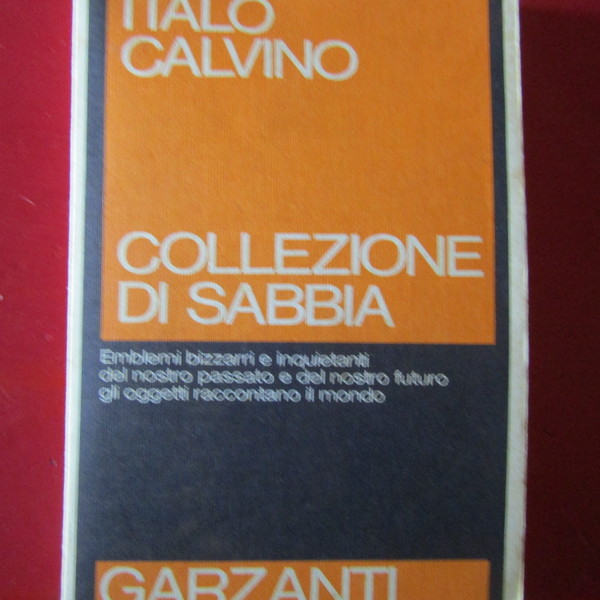 ITALO
CALVINO
COLLEZIONE
DI SABBIA
Emblemi bizzarri e inquietanti
del nostro passato e del nostro futuro
gli oggetti raccontano il mondo
GARZANTI